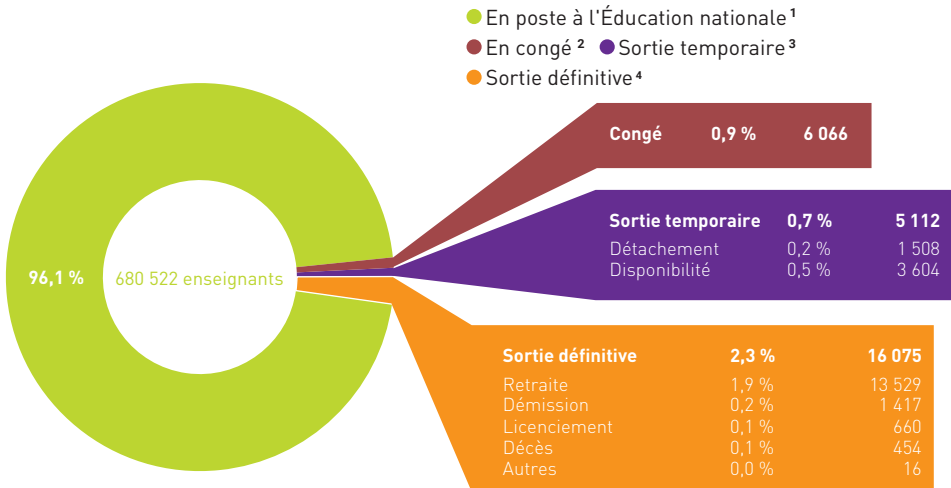 En poste à l'Éducation nationale ¹
En congé ² Sortie temporaire ³
Sortie définitive ⁴
Congé 0,9 % 6 066
Sortie temporaire 0,7 % 5 112
Détachement 0,2 % 1 508
Disponibilité 0,5 % 3 604
96,1 % 680 522 enseignants
Sortie définitive 2,3 % 16 075
Retraite 1,9 % 13 529
Démission 0,2 % 1 417
Licenciement 0,1 % 660
Décès 0,1 % 454
Autres 0,0 % 16